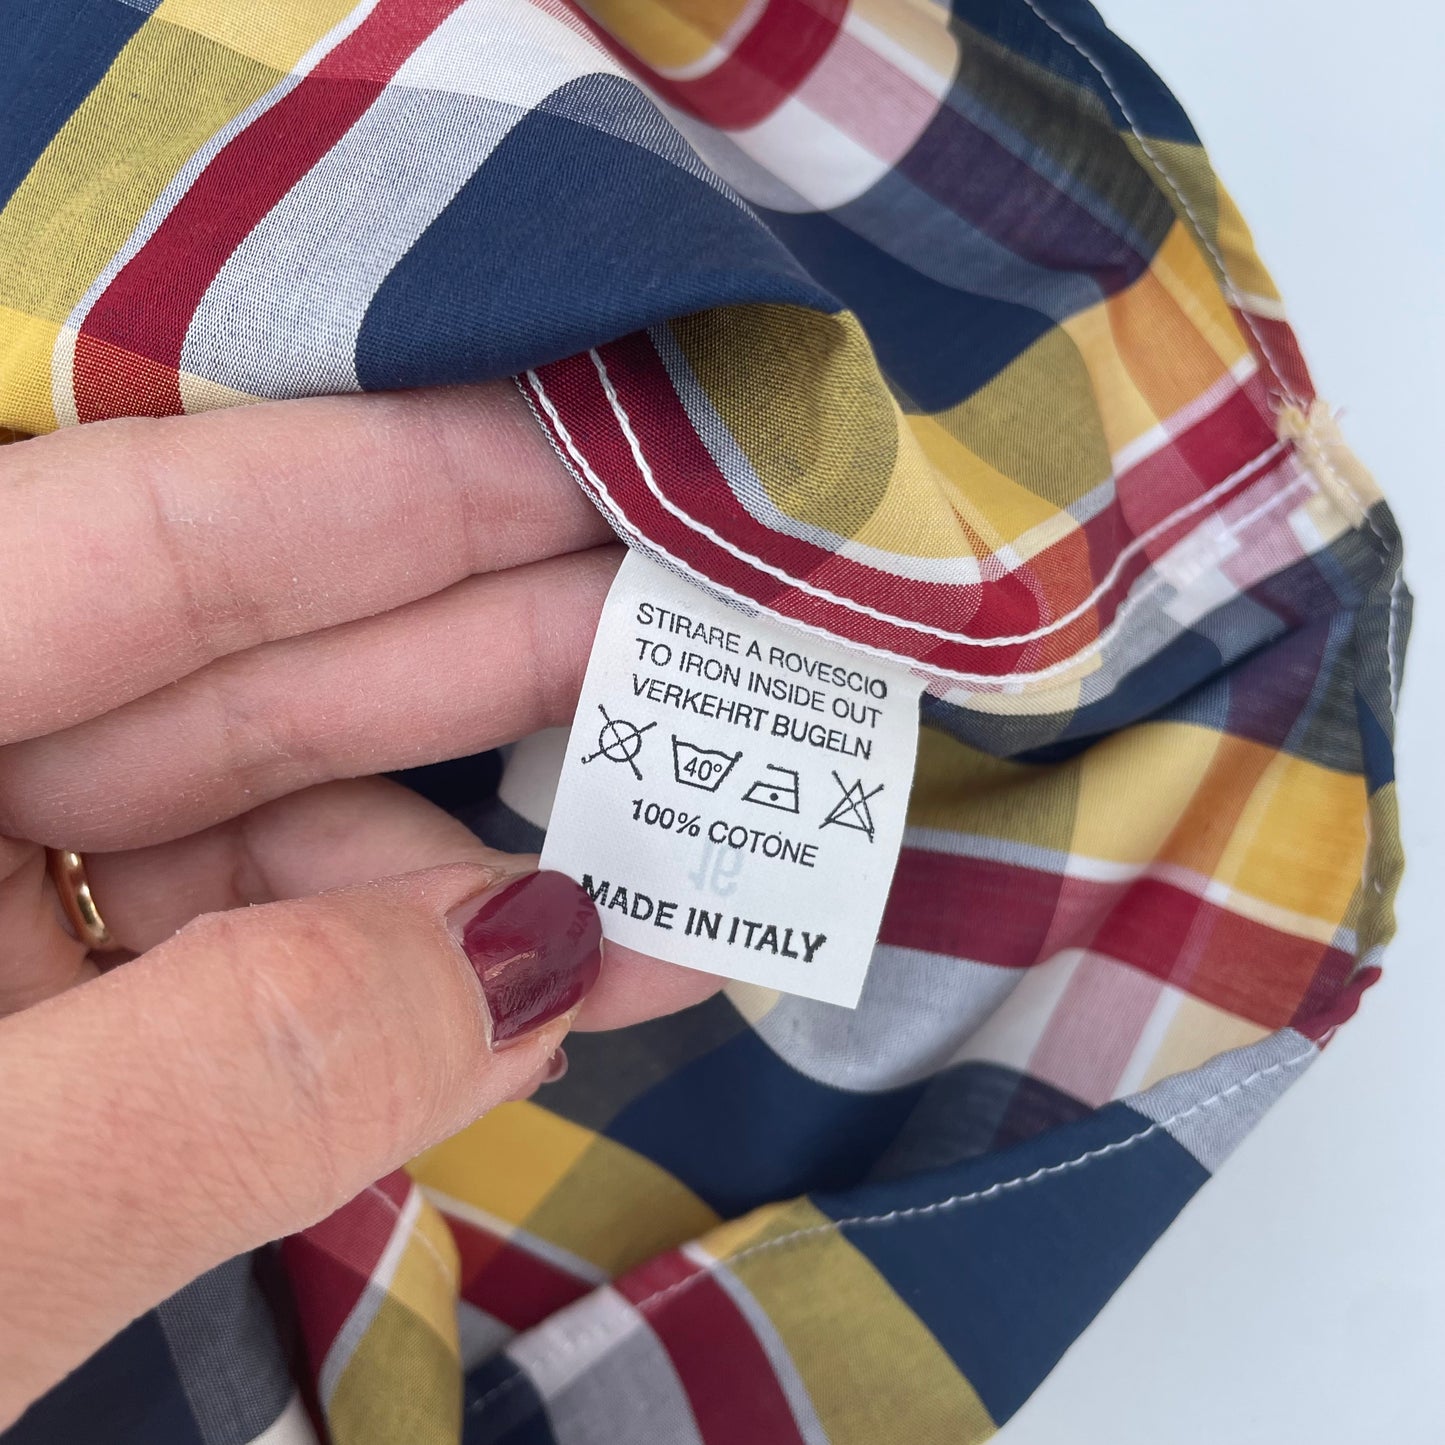 STIRARE A ROVESCIO
TO IRON INSIDE OUT
VERKEHRT BUGELN
40°
100% COTONE
MADE IN ITALY